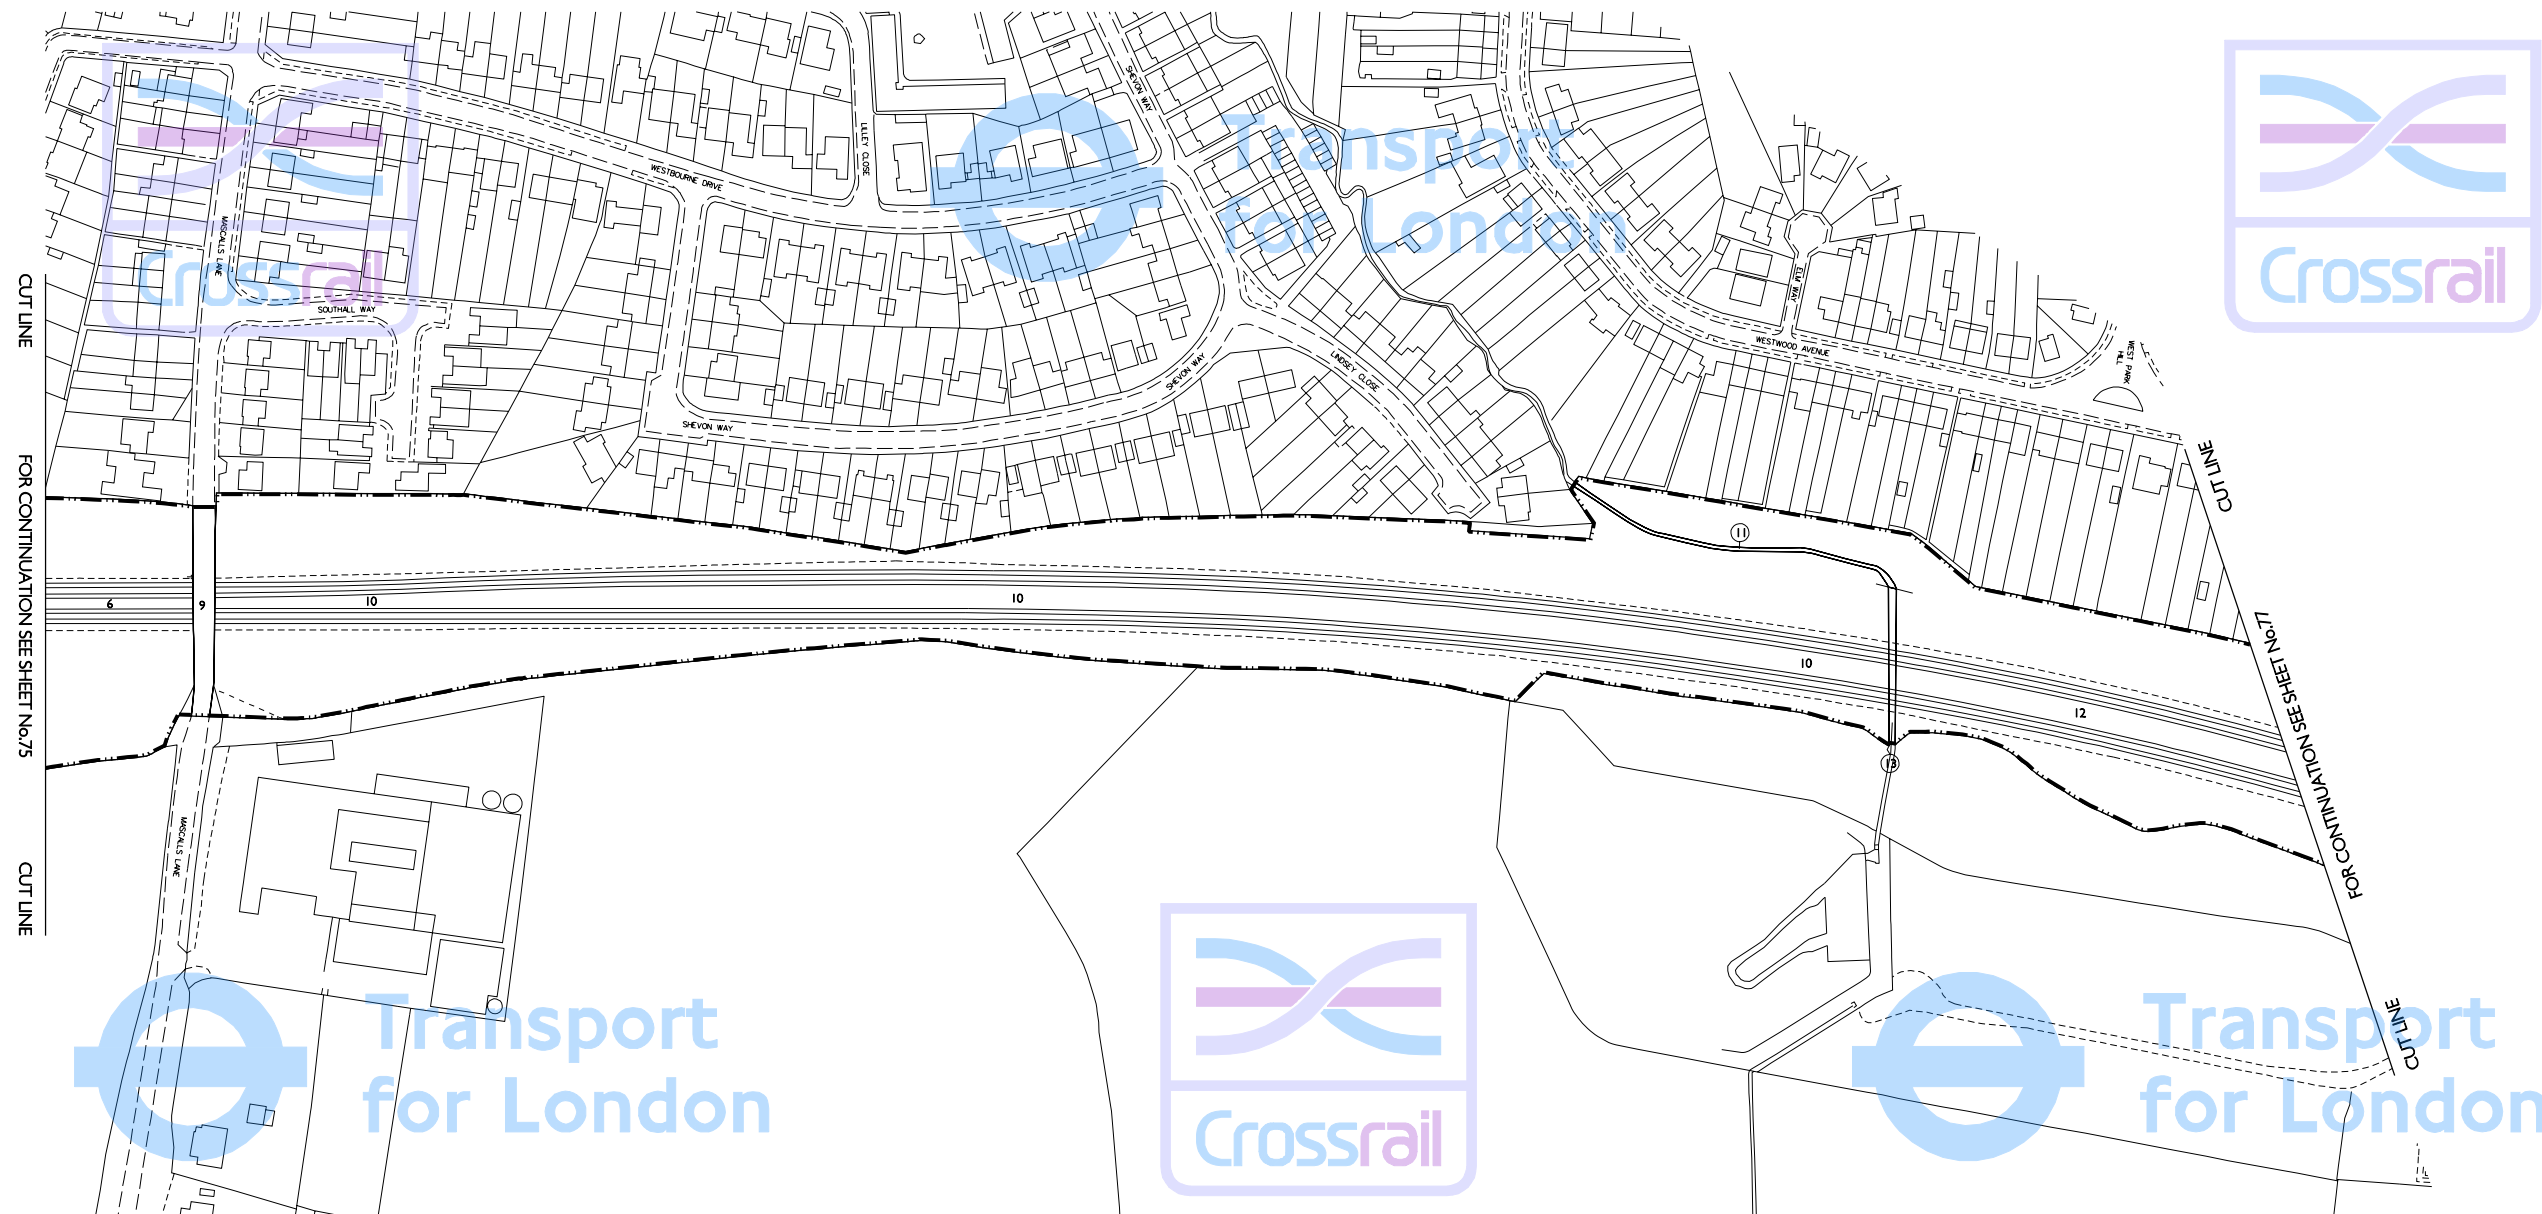 SHEVON WAY
LILLEY CLOSE
WESTBOURNE DRIVE
MASCALLS LANE
Transport
for London
Crossrail
Crossrail
CUT LINE
SOUTHALL WAY
ELM WAY
WESTWOOD AVENUE
WEST PARK
HILL
LINDSEY CLOSE
SHEVON WAY
SHEVON WAY
CUT LINE
FOR CONTINUATION SEE SHEET No.75
11
6
9
10
10
10
12
13
FOR CONTINUATION SEE SHEET No.77
MASCALLS LANE
CUT LINE
CUT LINE
Transport
for London
Crossrail
Transport
for London